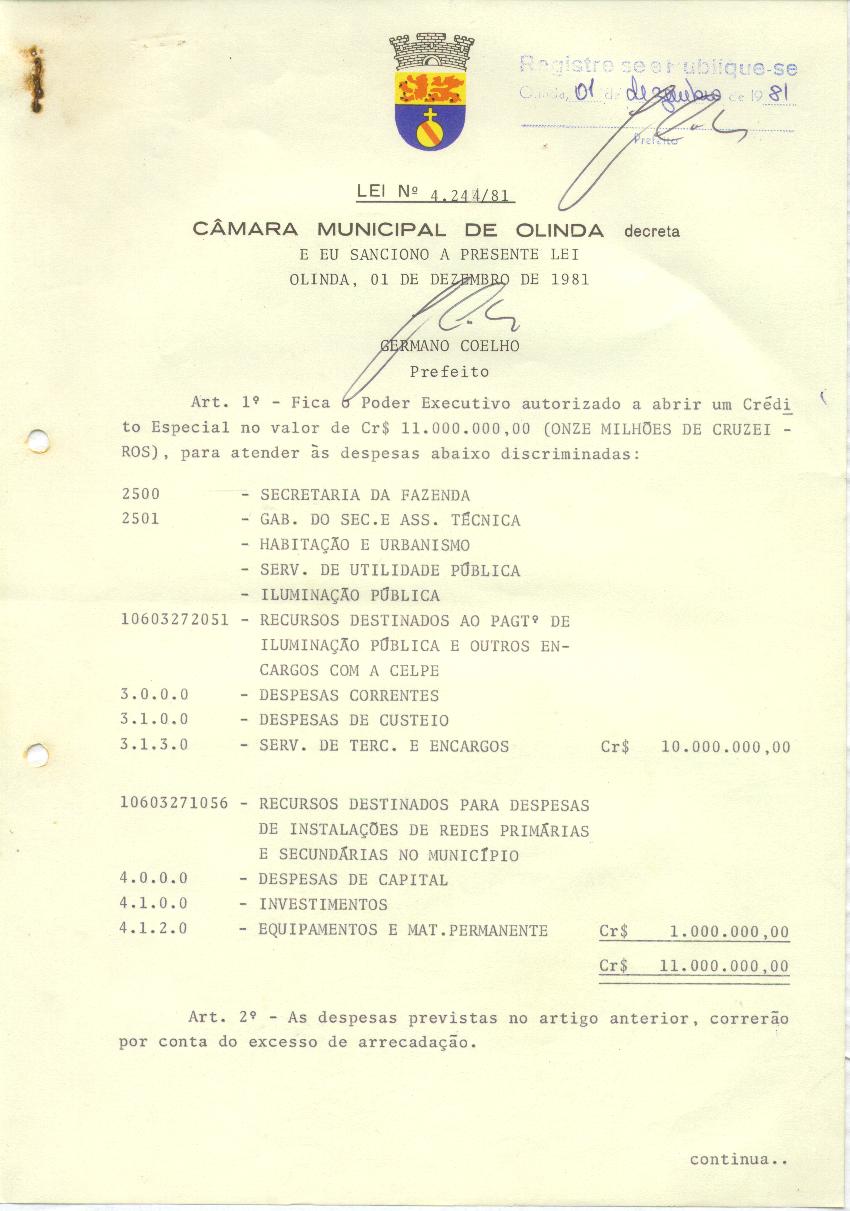 Registre se e Publique-se
Olinda, 01 de dezembro de 1981
Prefeito
LEI Nº 4.244/81
CÂMARA MUNICIPAL DE OLINDA decreta
E EU SANCIONO A PRESENTE LEI
OLINDA, 01 DE DEZEMBRO DE 1981
GERMANO COELHO
Prefeito
Art. 1º - Fica o Poder Executivo autorizado a abrir um Crédi
to Especial no valor de Cr$ 11.000.000,00 (ONZE MILHÕES DE CRUZEI -
ROS), para atender às despesas abaixo discriminadas:
2500 - SECRETARIA DA FAZENDA
2501 - GAB. DO SEC.E ASS. TÉCNICA
- HABITAÇÃO E URBANISMO
- SERV. DE UTILIDADE PÚBLICA
- ILUMINAÇÃO PÚBLICA
10603272051 - RECURSOS DESTINADOS AO PAGTº DE
ILUMINAÇÃO PÚBLICA E OUTROS EN-
CARGOS COM A CELPE
3.0.0.0 - DESPESAS CORRENTES
3.1.0.0 - DESPESAS DE CUSTEIO
3.1.3.0 - SERV. DE TERC. E ENCARGOS Cr$ 10.000.000,00
10603271056 - RECURSOS DESTINADOS PARA DESPESAS
DE INSTALAÇÕES DE REDES PRIMÁRIAS
E SECUNDÁRIAS NO MUNICÍPIO
4.0.0.0 - DESPESAS DE CAPITAL
4.1.0.0 - INVESTIMENTOS
4.1.2.0 - EQUIPAMENTOS E MAT.PERMANENTE Cr$ 1.000.000,00
Cr$ 11.000.000,00
Art. 2º - As despesas previstas no artigo anterior, correrão
por conta do excesso de arrecadação.
continua..